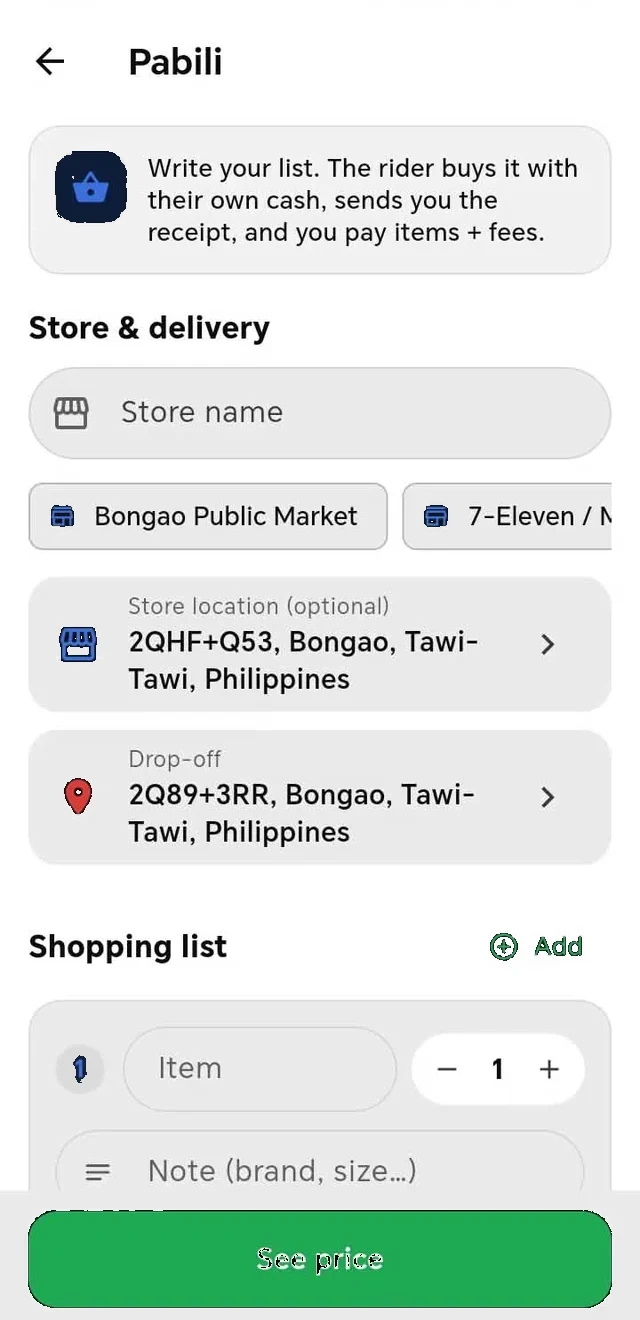 Pabili
Write your list. The rider buys it with
their own cash, sends you the
receipt, and you pay items + fees.
Store & delivery
Store name
Bongao Public Market
7-Eleven /
Store location (optional)
2QHF+Q53, Bongao, Tawi-
Tawi, Philippines
Drop-off
2Q89+3RR, Bongao, Tawi-
Tawi, Philippines
Shopping list
Add
1
Item
− 1 +
Note (brand, size…)
See price